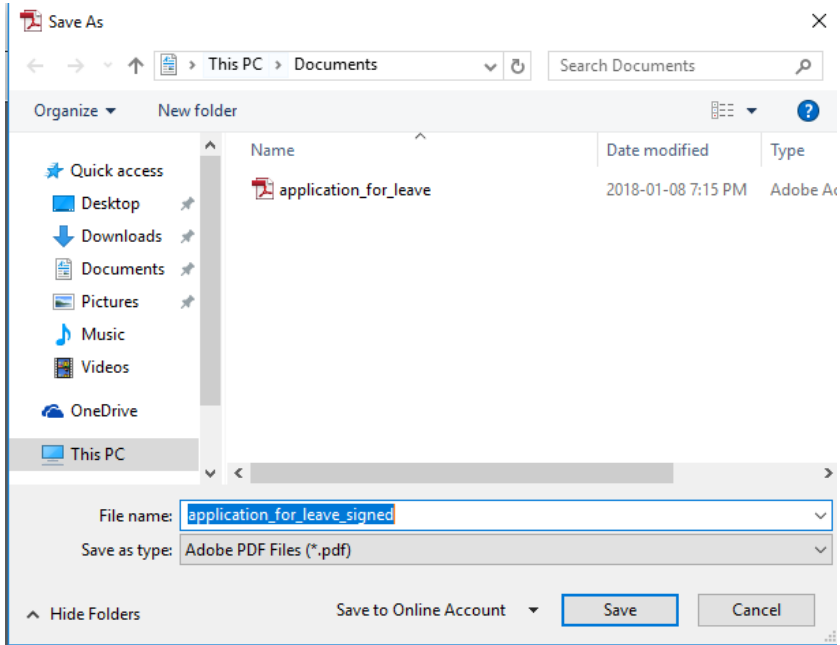 Save As
This PC > Documents
Search Documents
Organize
New folder
Name
Date modified
Type
Quick access
application_for_leave
2018-01-08 7:15 PM
Adobe Ac
Desktop
Downloads
Documents
Pictures
Music
Videos
OneDrive
This PC
File name: application_for_leave_signed
Save as type: Adobe PDF Files (*.pdf)
Hide Folders
Save to Online Account
Save
Cancel